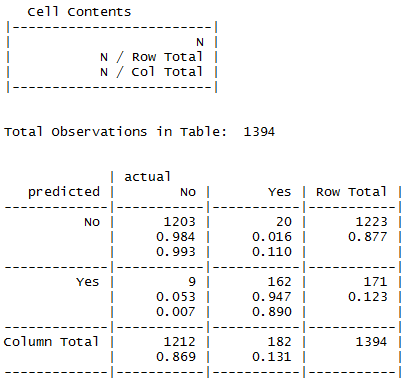 Cell Contents
|-------------------------|
|                       N |
|           N / Row Total |
|           N / Col Total |
|-------------------------|
Total Observations in Table:  1394
             | actual
   predicted |        No |       Yes | Row Total |
-------------|-----------|-----------|-----------|
          No |      1203 |        20 |      1223 |
             |     0.984 |     0.016 |     0.877 |
             |     0.993 |     0.110 |           |
-------------|-----------|-----------|-----------|
         Yes |         9 |       162 |       171 |
             |     0.053 |     0.947 |     0.123 |
             |     0.007 |     0.890 |           |
-------------|-----------|-----------|-----------|
Column Total |      1212 |       182 |      1394 |
             |     0.869 |     0.131 |           |
-------------|-----------|-----------|-----------|